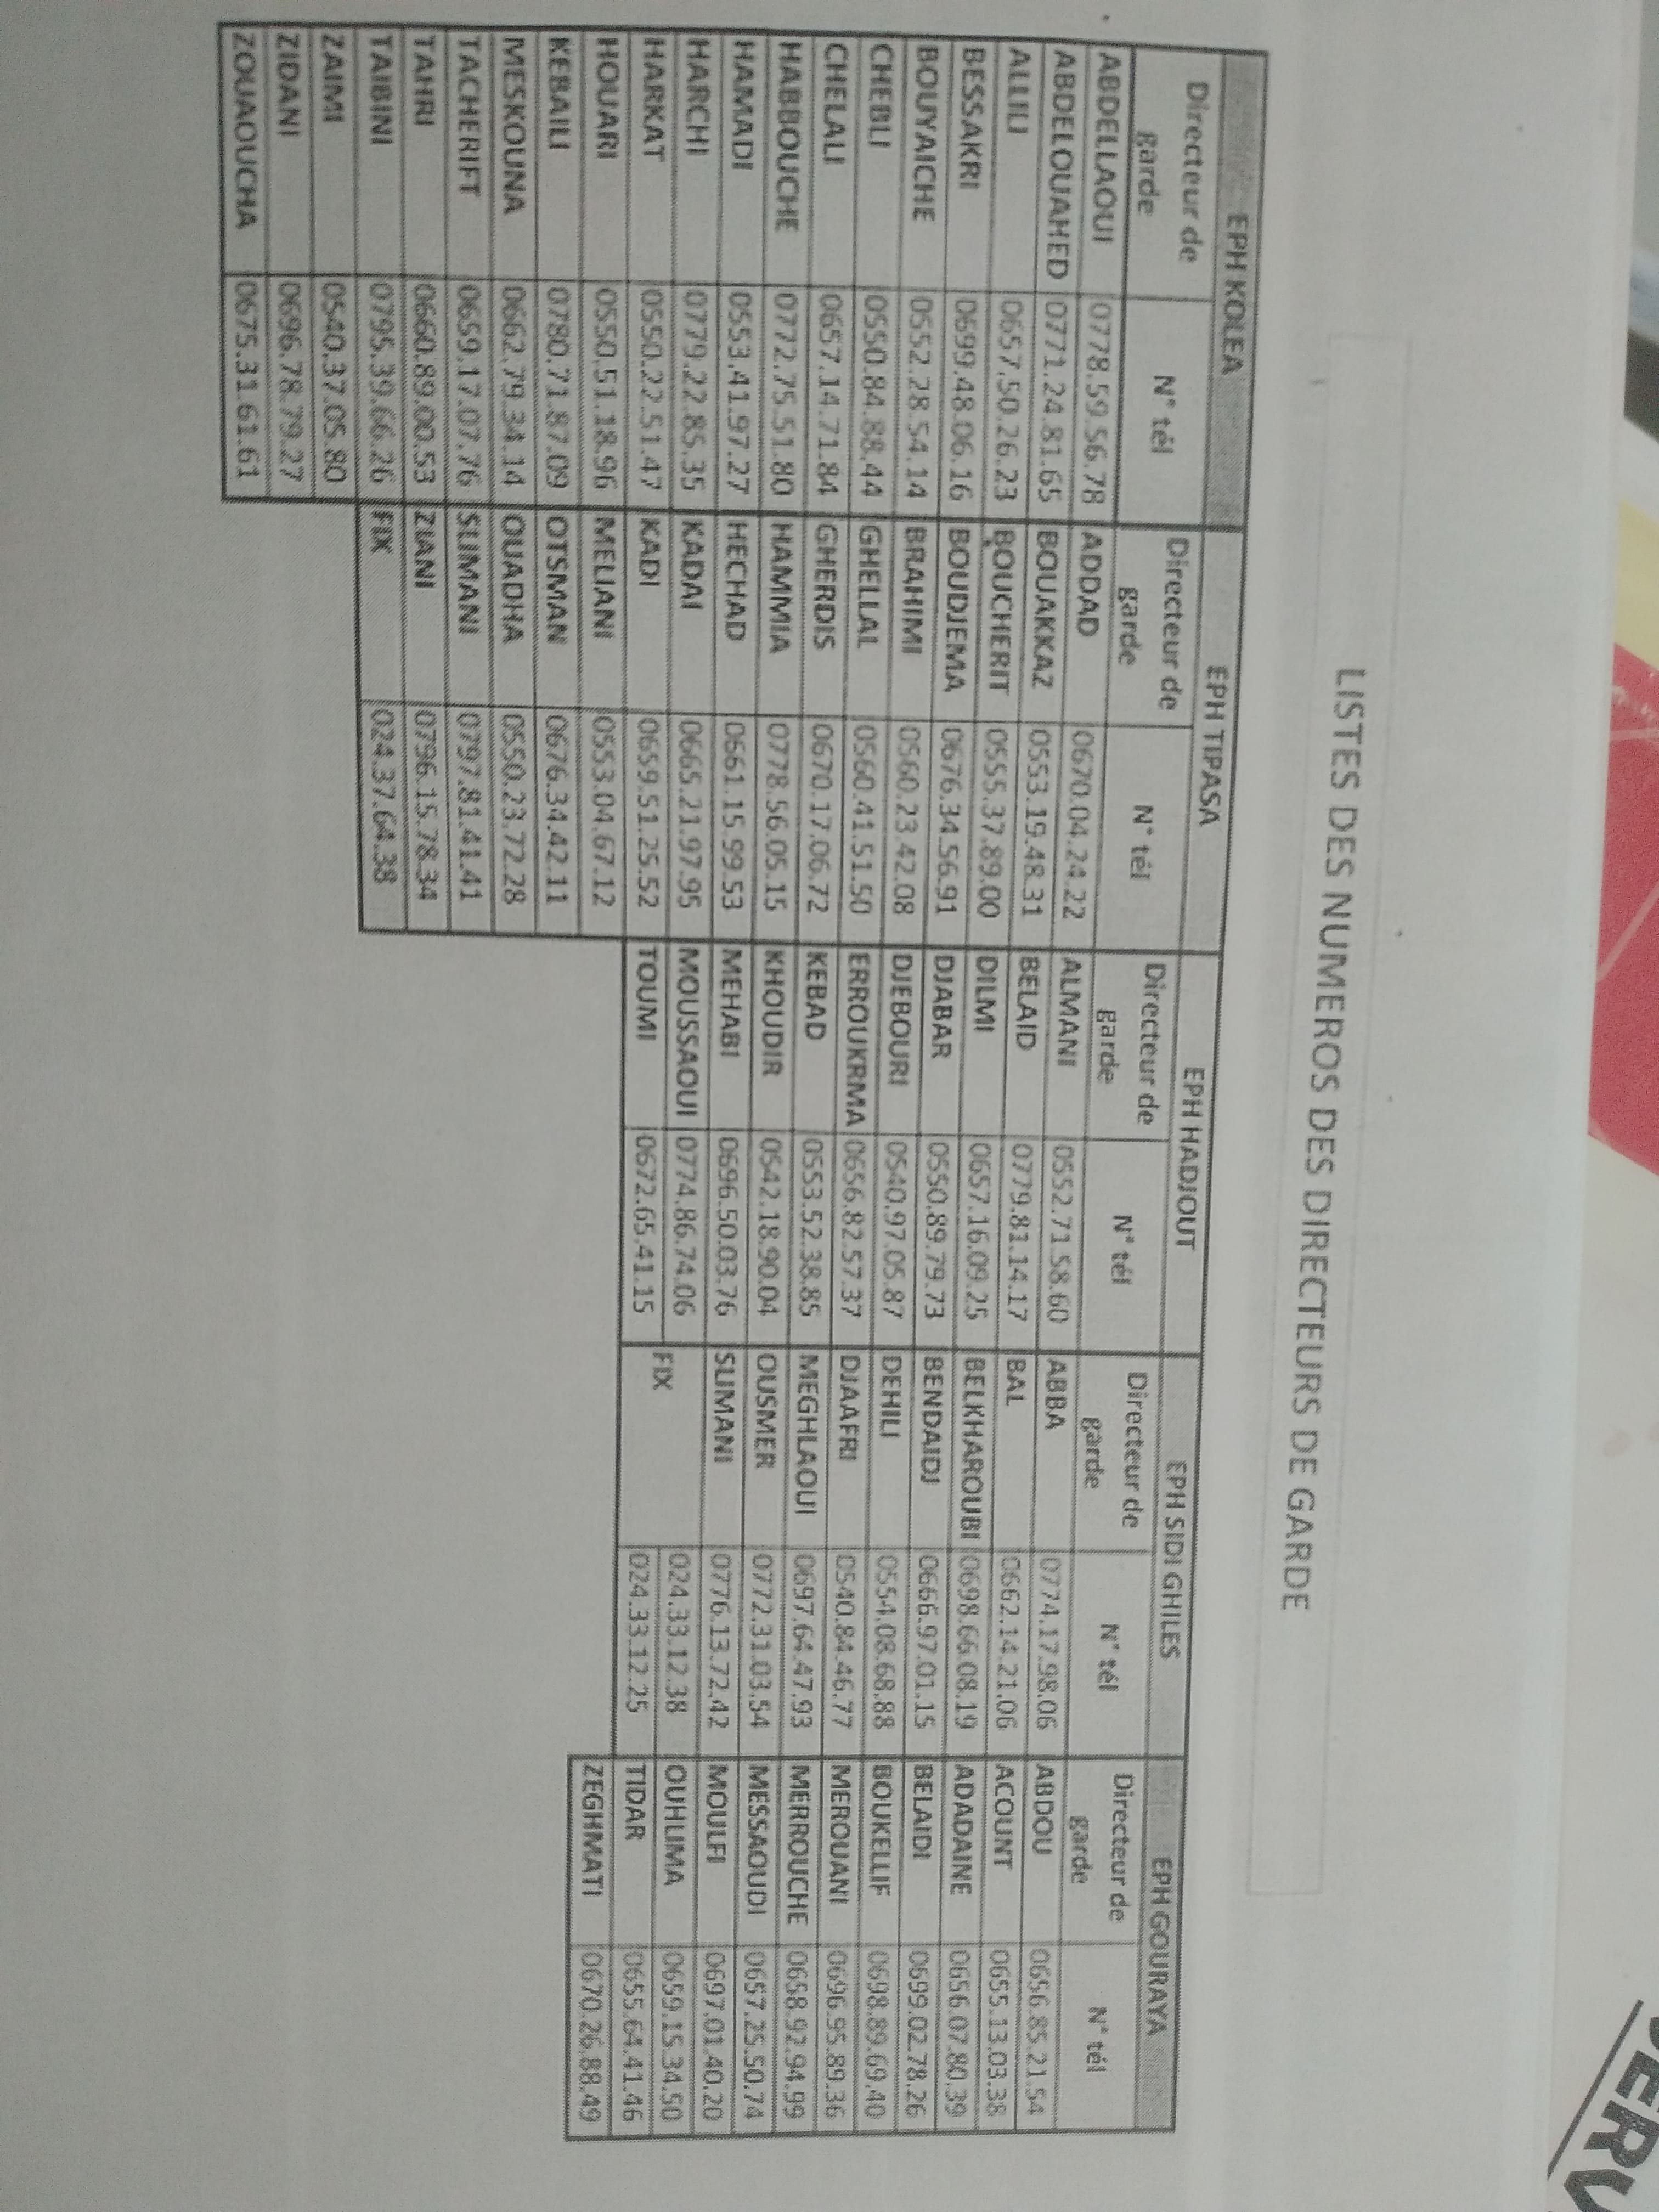 LISTES DES NUMEROS DES DIRECTEURS DE GARDE
EPH KOLEA
Directeur de garde N° tél
ABDELLAOUI 0778.59.56.78
ABDELOUAHED 0771.24.81.65
ALLILI 0657.50.26.23
BESSAKRI 0699.48.06.16
BOUYAICHE 0552.28.54.14
CHEBLI 0550.84.88.44
CHELALI 0657.14.71.84
HABBOUCHE 0772.75.51.80
HAMADI 0553.41.97.27
HARCHI 0779.22.85.35
HARKAT 0550.22.51.47
HOUARI 0550.51.18.96
KEBAILI 0780.71.87.09
MESKOUNA 0662.79.34.14
TACHERIFT 0659.17.07.76
TAHRI 0660.89.00.53
TAIBINI 0795.39.66.26
ZAIMI 0540.37.05.80
ZIDANI 0696.78.79.27
ZOUAOUCHA 0675.31.61.61
EPH TIPASA
Directeur de garde N° tél
ADDAD 0670.04.24.22
BOUAKKAZ 0553.19.48.31
BOUCHERIT 0555.37.89.00
BOUDJEMA 0676.34.56.91
BRAHIMI 0560.23.42.08
GHELLAL 0560.41.51.50
GHERDIS 0670.17.06.72
HAMMIA 0778.56.05.15
HECHAD 0661.15.99.53
KADAI 0665.21.97.95
KADI 0659.51.25.52
MELIANI 0553.04.67.12
OTSMAN 0676.34.42.11
OUADHA 0550.23.72.28
SLIMANI 0797.81.41.41
ZIANI 0796.15.78.34
FIX 024.37.64.38
EPH HADJOUT
Directeur de garde N° tél
ALMANI 0552.71.58.60
BELAID 0779.81.14.17
DILMI 0657.16.09.25
DJABAR 0550.89.79.73
DJEBOURI 0540.97.05.87
ERROUKRMA 0656.82.57.37
KEBAD 0553.52.38.85
KHOUDIR 0542.18.90.04
MEHABI 0696.50.03.76
MOUSSAOUI 0774.86.74.06
TOUMI 0672.65.41.15
EPH SIDI GHILES
Directeur de garde N° tél
ABBA 0774.17.98.06
BAL 0662.14.21.06
BELKHAROUBI 0698.66.08.19
BENDAIDJ 0666.97.01.15
DEHILI 0554.08.68.88
DJAAFRI 0540.84.46.77
MEGHLAOUI 0697.64.47.93
OUSMER 0772.31.03.54
SLIMANI 0776.13.72.42
FIX 024.33.12.38
024.33.12.25
EPH GOURAYA
Directeur de garde N° tél
ABDOU 0656.85.21.54
ACOUNT 0655.13.03.38
ADADAINE 0656.07.80.39
BELAIDI 0699.02.78.26
BOUKELLIF 0698.89.69.40
MEROUANI 0696.95.89.36
MERROUCHE 0658.92.94.99
MESSAOUDI 0657.25.50.74
MOULFI 0697.01.40.20
OUHLIMA 0659.15.34.50
TIDAR 0655.64.41.46
ZEGHMATI 0670.26.88.49